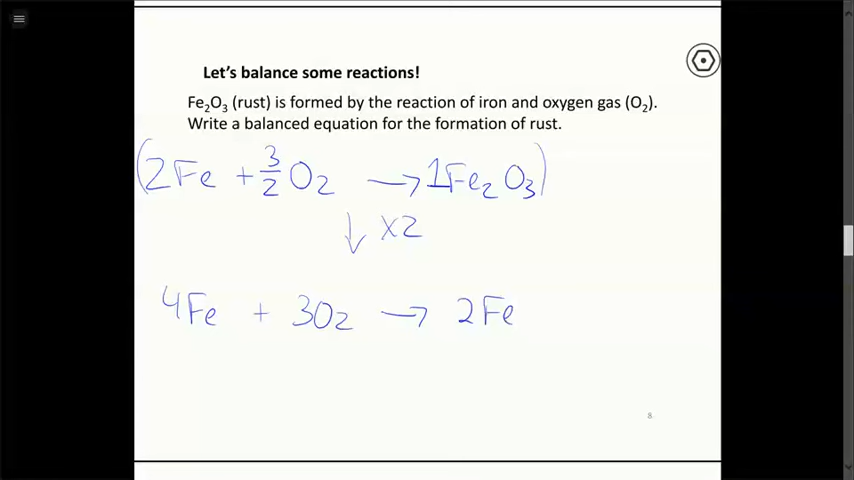 Let's balance some reactions!
Fe₂O₃ (rust) is formed by the reaction of iron and oxygen gas (O₂).
Write a balanced equation for the formation of rust.
(2Fe + 3/2 O₂ → 1Fe₂O₃)
↓ x2
4Fe + 3O₂ → 2Fe
8